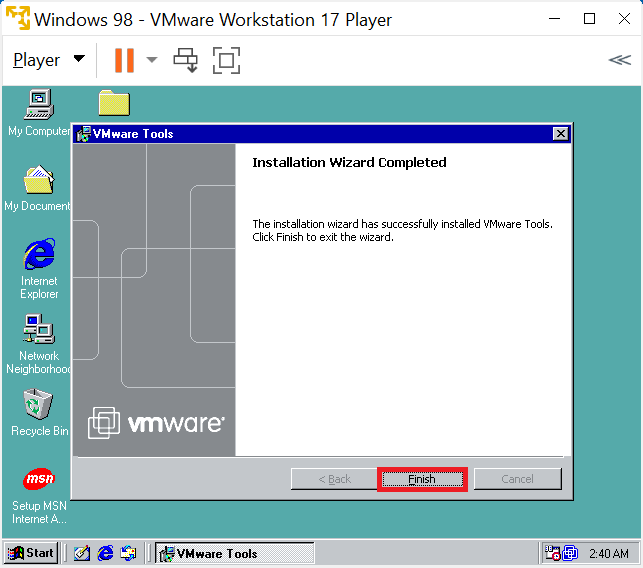 Windows 98 - VMware Workstation 17 Player
Player
My Computer
My Document
Internet
Explorer
Network
Neighborhood
Recycle Bin
msn
Setup MSN
Internet A...
VMware Tools
Installation Wizard Completed
The installation wizard has successfully installed VMware Tools.
Click Finish to exit the wizard.
vmware
< Back
Finish
Cancel
Start
VMware Tools
2:40 AM